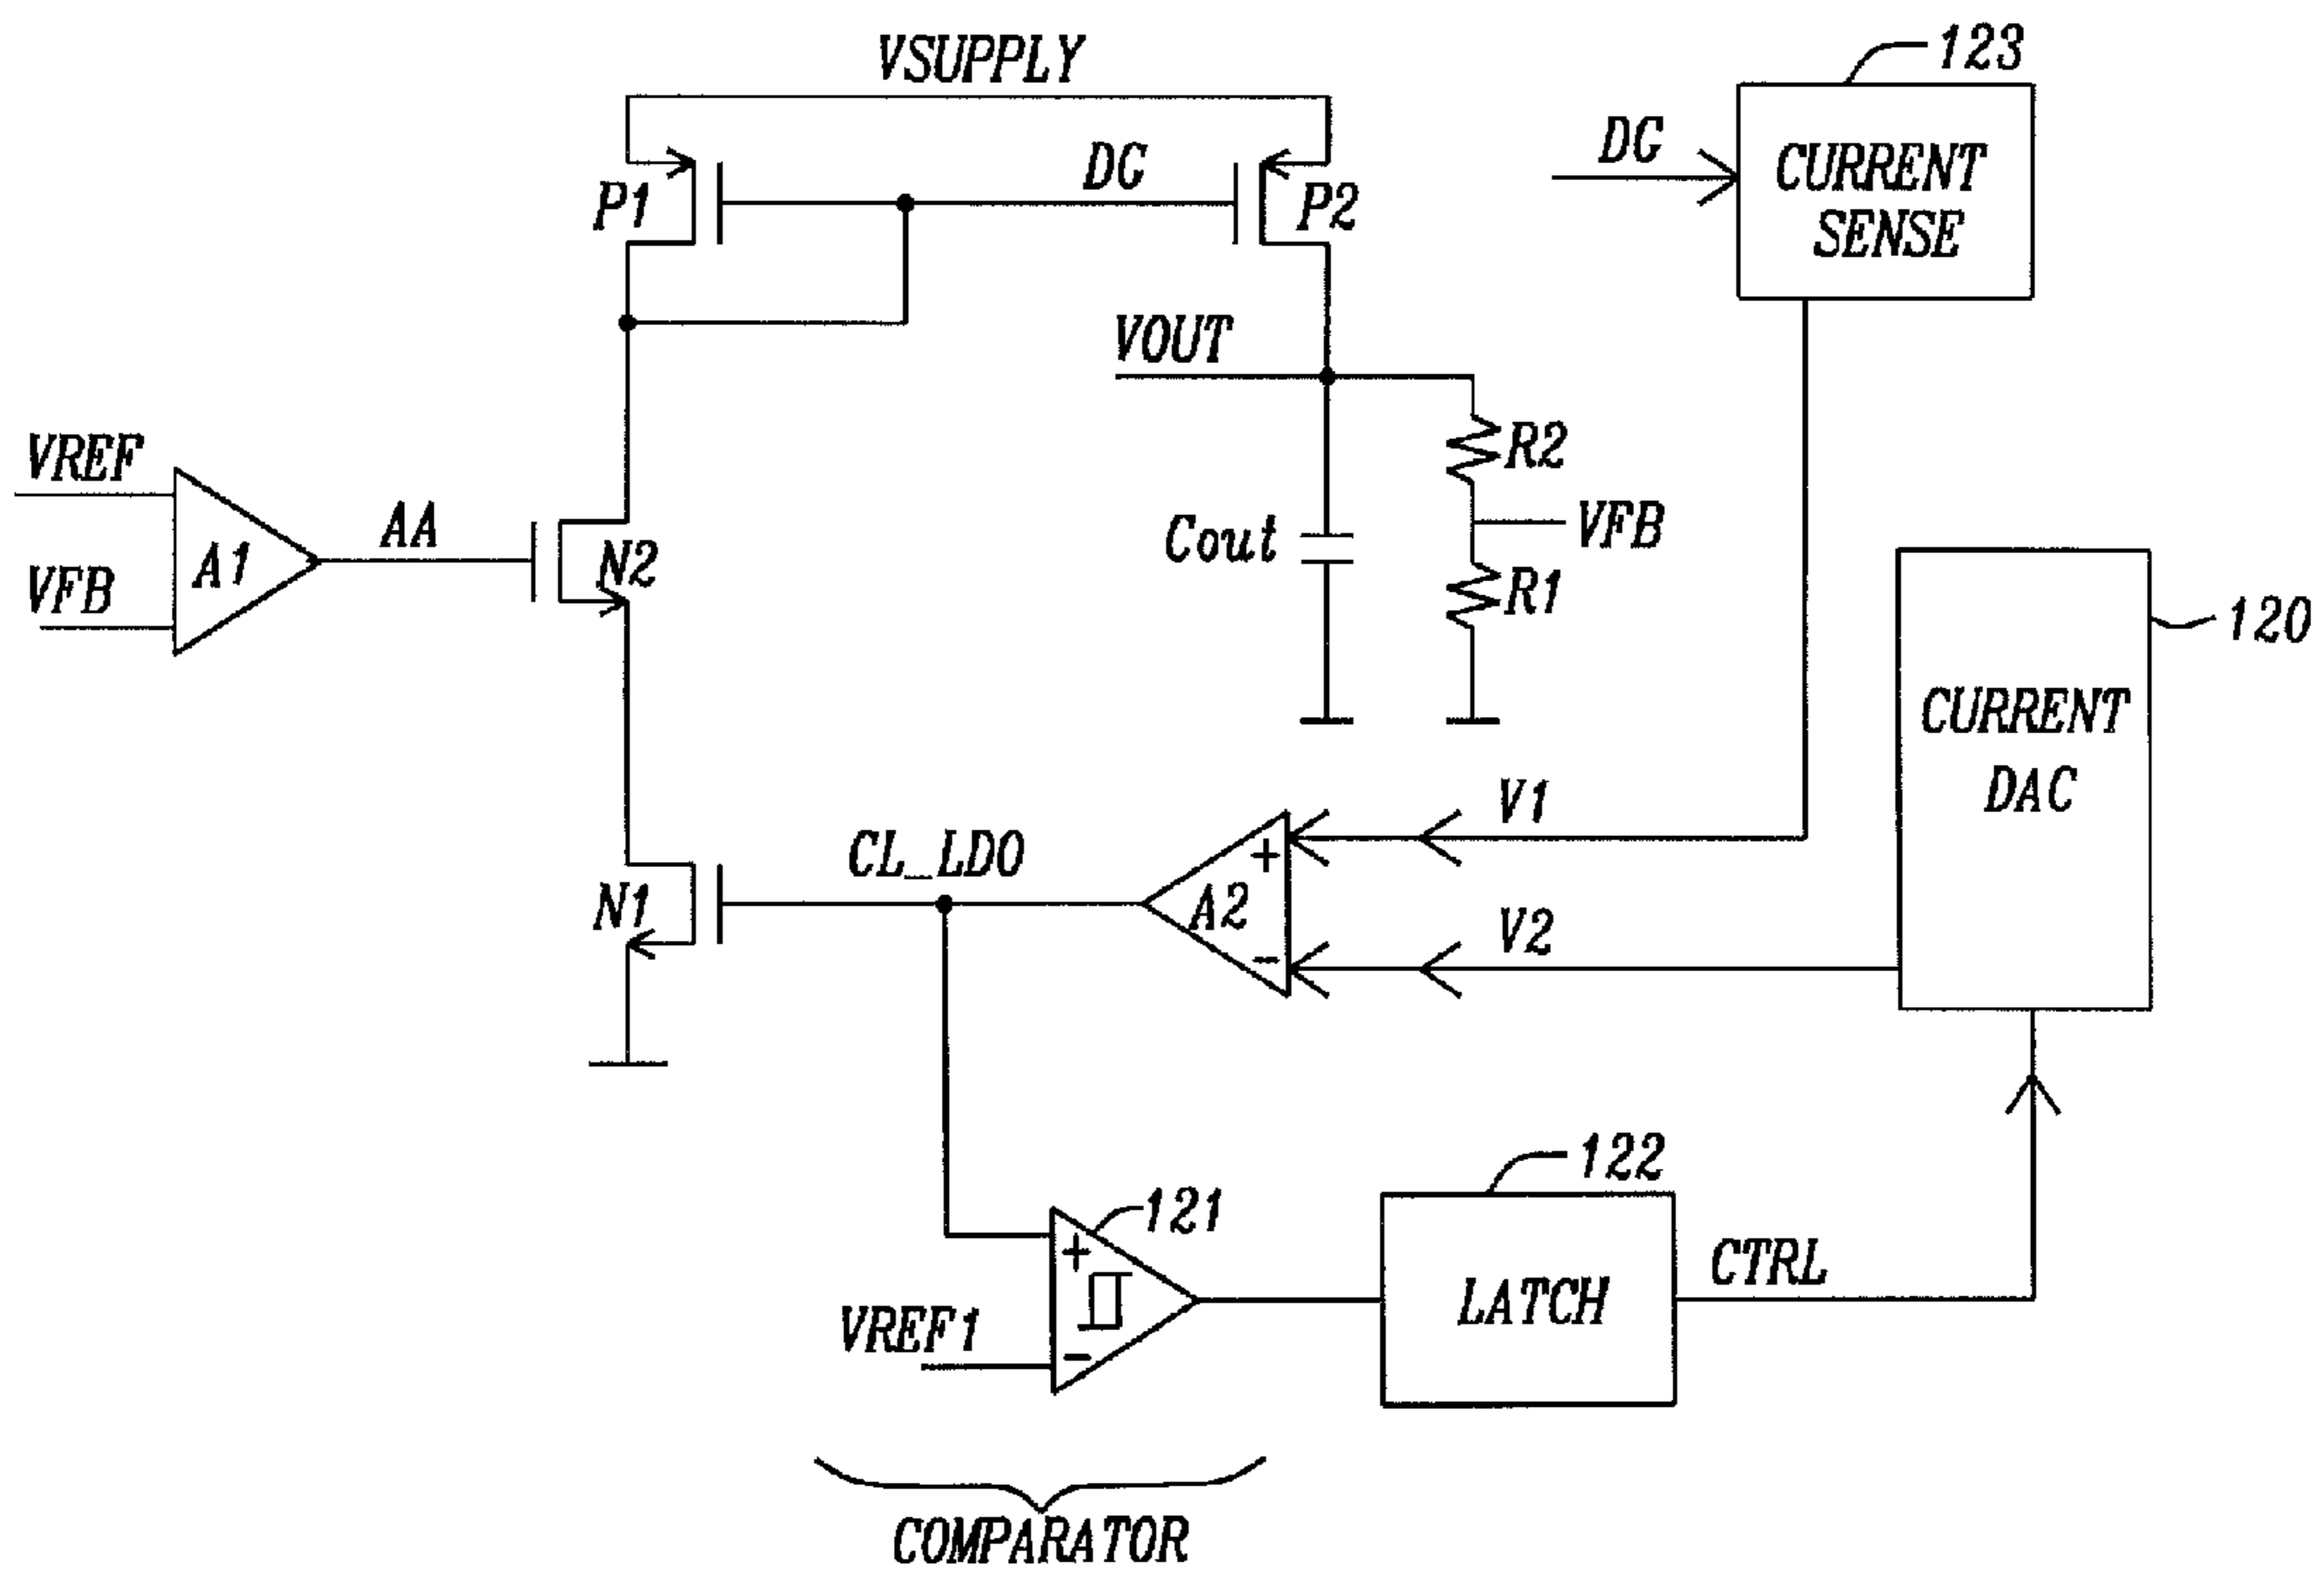 VSUPPLY
123
DG
DG
CURRENT
SENSE
P1
P2
VOUT
VREF
R2
AA
VFB
Cout
A1
N2
VFB
R1
120
CURRENT
DAC
V1
CL_LDO
+
A2
N1
V2
-
122
121
+
CTRL
LATCH
VREF1
-
COMPARATOR